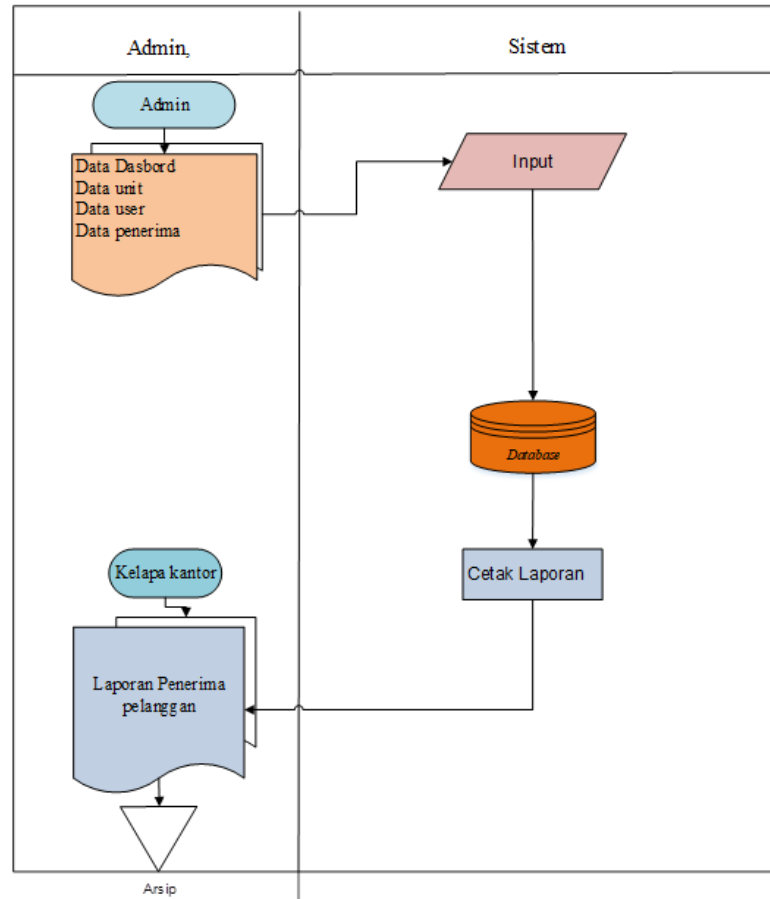 Admin,
Sistem
Admin
Data Dasbord
Data unit
Data user
Data penerima
Input
Database
Cetak Laporan
Kelapa kantor
Laporan Penerima
pelanggan
Arsip